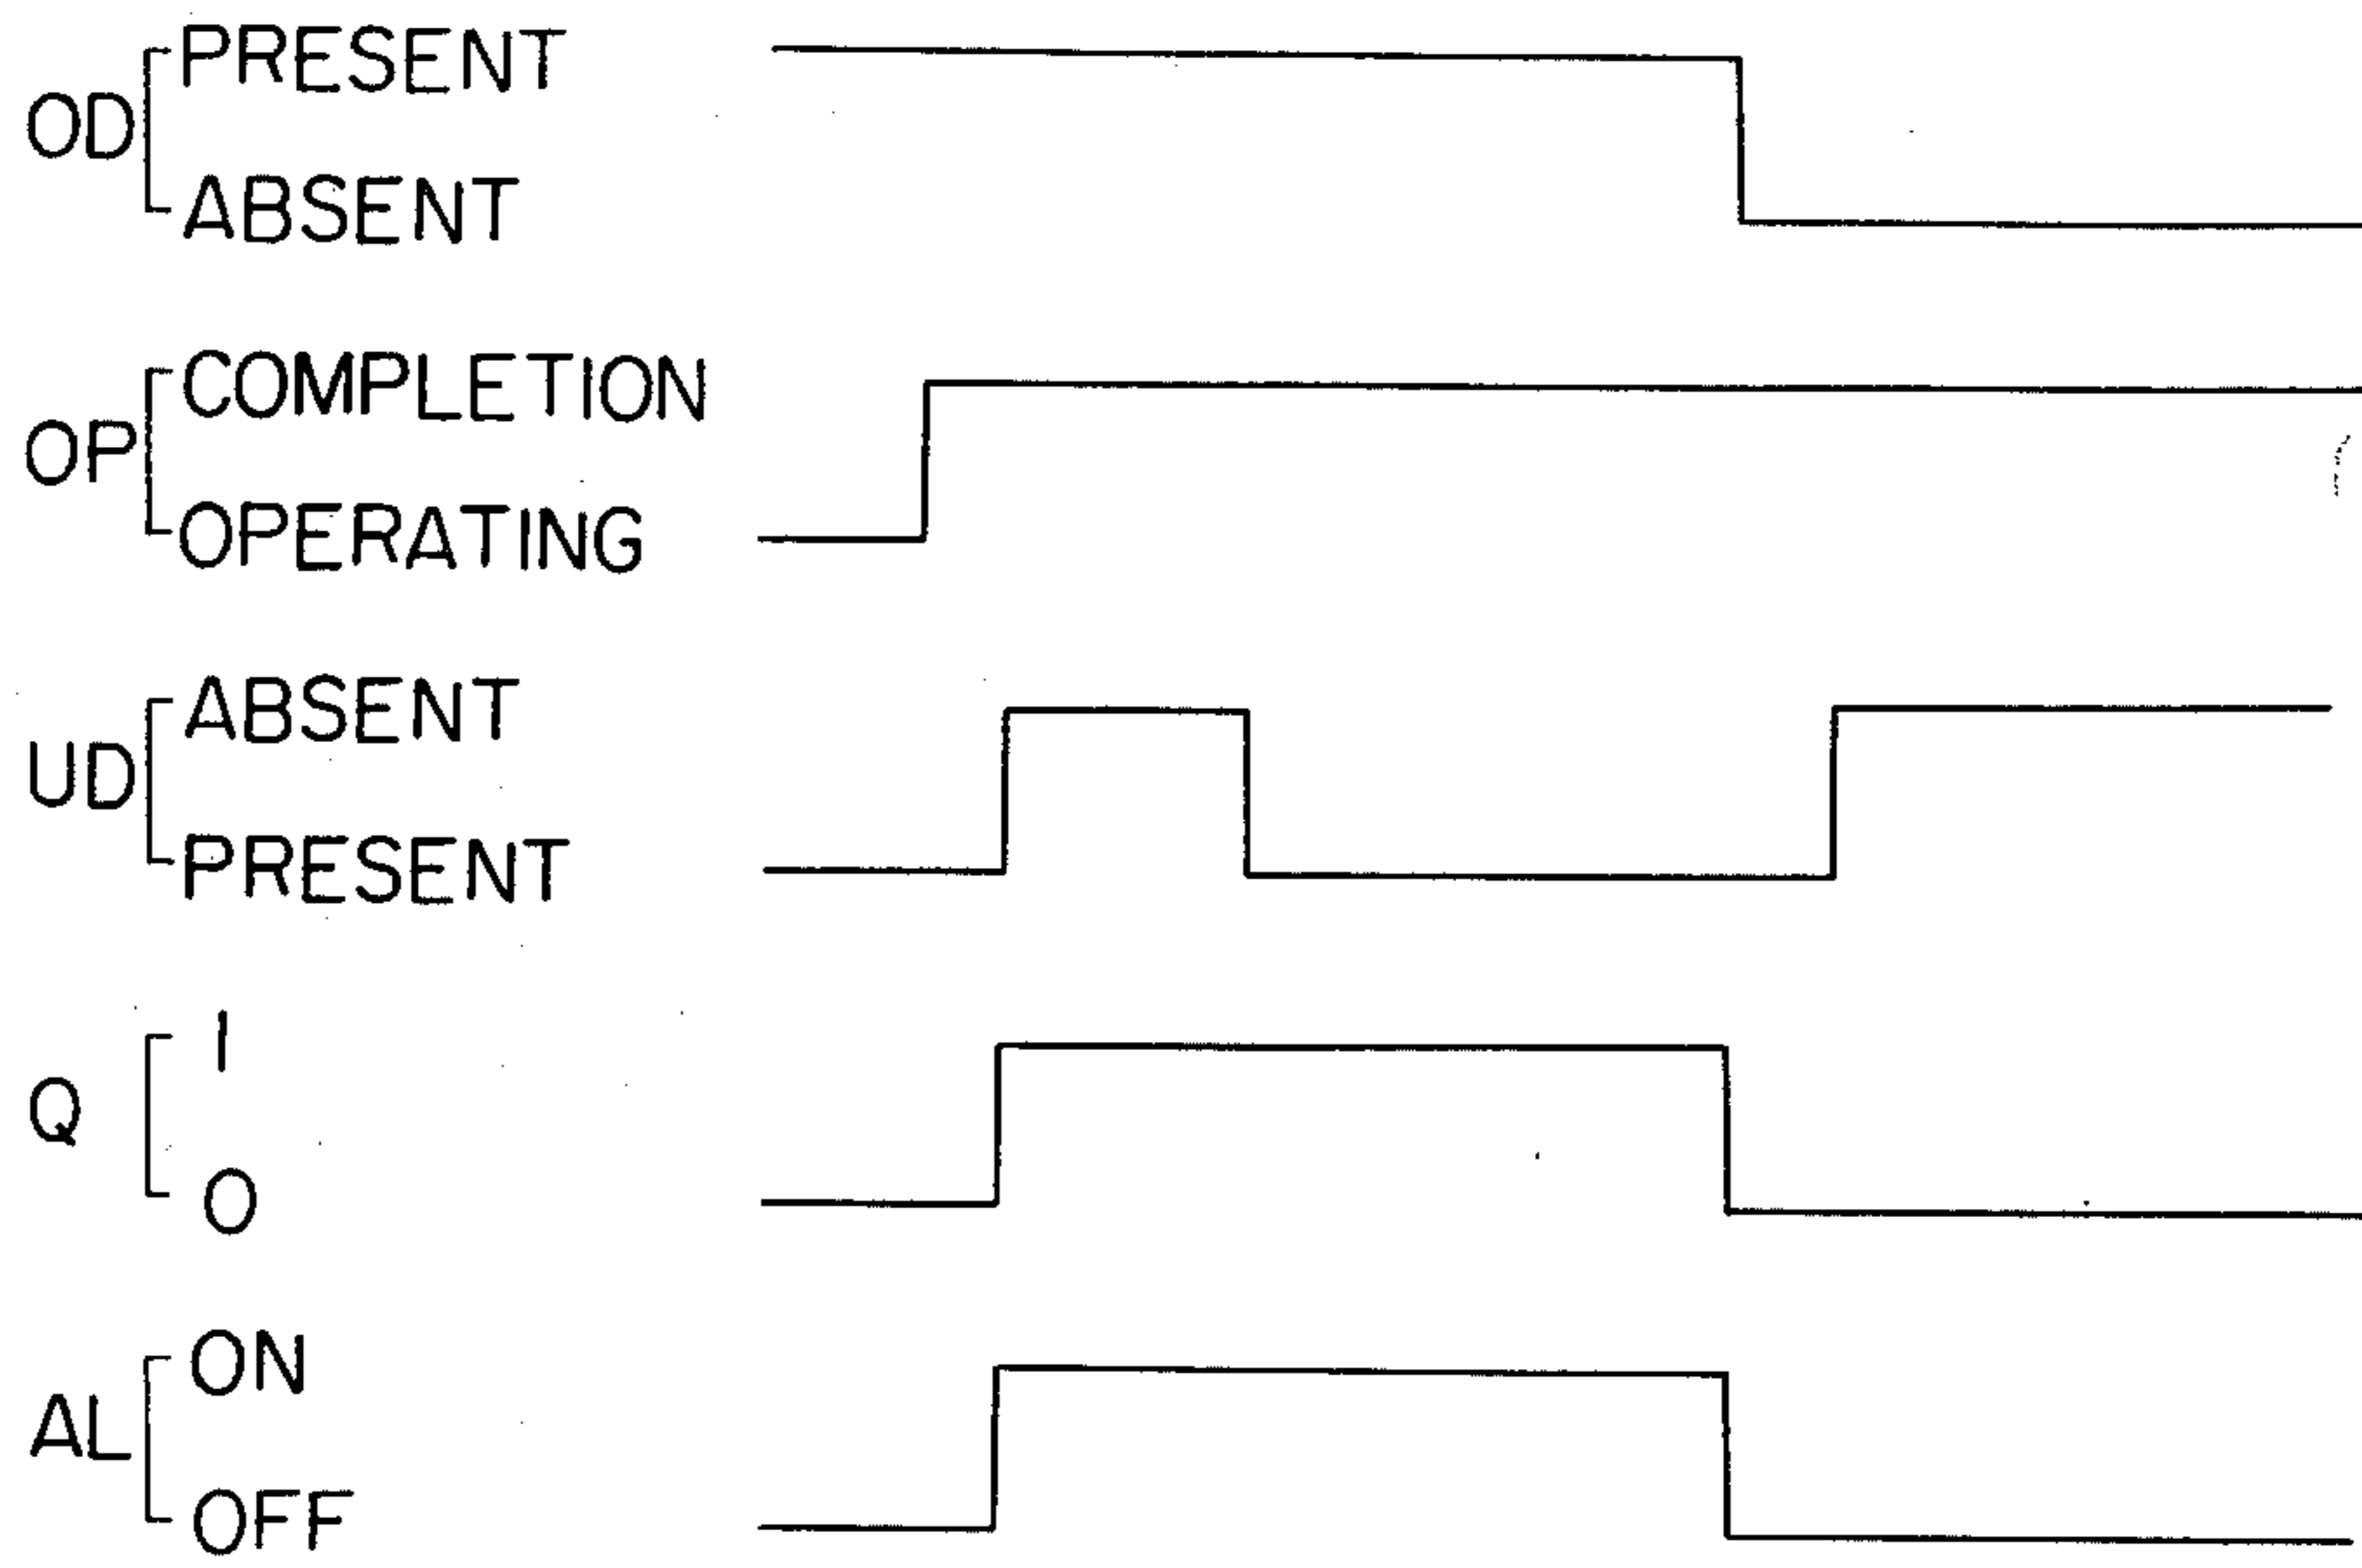 PRESENT
OD
ABSENT
COMPLETION
OP
OPERATING
ABSENT
UD
PRESENT
1
Q
0
ON
AL
OFF